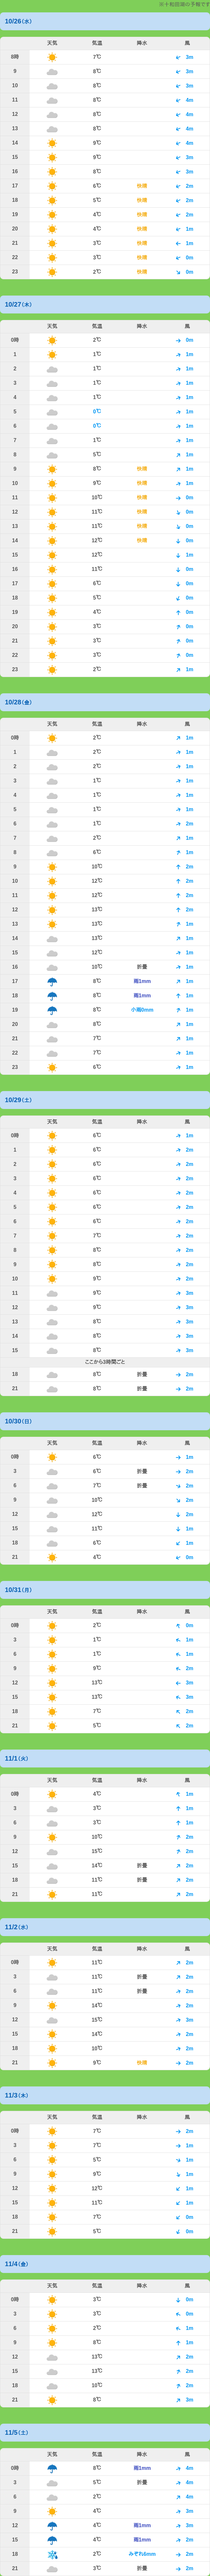 ※十和田湖の予報です
10/26(水)
天気 気温 降水 風
8時 7℃ 3m
9 8℃ 3m
10 8℃ 3m
11 8℃ 4m
12 8℃ 4m
13 8℃ 4m
14 9℃ 4m
15 9℃ 3m
16 8℃ 3m
17 6℃ 快晴 2m
18 5℃ 快晴 2m
19 4℃ 快晴 2m
20 4℃ 快晴 1m
21 3℃ 快晴 1m
22 3℃ 快晴 0m
23 2℃ 快晴 0m
10/27(木)
天気 気温 降水 風
0時 2℃ 0m
1 1℃ 1m
2 1℃ 1m
3 1℃ 1m
4 1℃ 1m
5 0℃ 1m
6 0℃ 1m
7 1℃ 1m
8 5℃ 1m
9 8℃ 快晴 1m
10 9℃ 快晴 1m
11 10℃ 快晴 0m
12 11℃ 快晴 0m
13 11℃ 快晴 0m
14 12℃ 快晴 0m
15 12℃ 1m
16 11℃ 0m
17 6℃ 0m
18 5℃ 0m
19 4℃ 0m
20 3℃ 0m
21 3℃ 0m
22 3℃ 0m
23 2℃ 1m
10/28(金)
天気 気温 降水 風
0時 2℃ 1m
1 2℃ 1m
2 2℃ 1m
3 1℃ 1m
4 1℃ 1m
5 1℃ 1m
6 1℃ 2m
7 2℃ 1m
8 6℃ 1m
9 10℃ 2m
10 12℃ 2m
11 12℃ 2m
12 13℃ 2m
13 13℃ 1m
14 13℃ 1m
15 12℃ 1m
16 10℃ 折畳 1m
17 8℃ 雨1mm 1m
18 8℃ 雨1mm 1m
19 8℃ 小雨0mm 1m
20 8℃ 1m
21 7℃ 1m
22 7℃ 1m
23 6℃ 1m
10/29(土)
天気 気温 降水 風
0時 6℃ 1m
1 6℃ 2m
2 6℃ 2m
3 6℃ 2m
4 6℃ 2m
5 6℃ 2m
6 6℃ 2m
7 7℃ 2m
8 8℃ 2m
9 8℃ 2m
10 9℃ 2m
11 9℃ 3m
12 9℃ 3m
13 8℃ 3m
14 8℃ 3m
15 8℃ 3m
ここから3時間ごと
18 8℃ 折畳 2m
21 8℃ 折畳 2m
10/30(日)
天気 気温 降水 風
0時 6℃ 1m
3 6℃ 折畳 2m
6 7℃ 折畳 2m
9 10℃ 2m
12 12℃ 2m
15 11℃ 1m
18 6℃ 1m
21 4℃ 0m
10/31(月)
天気 気温 降水 風
0時 2℃ 0m
3 1℃ 1m
6 1℃ 1m
9 9℃ 2m
12 13℃ 3m
15 13℃ 3m
18 7℃ 2m
21 5℃ 2m
11/1(火)
天気 気温 降水 風
0時 4℃ 1m
3 3℃ 1m
6 3℃ 1m
9 10℃ 2m
12 15℃ 2m
15 14℃ 折畳 2m
18 11℃ 折畳 2m
21 11℃ 2m
11/2(水)
天気 気温 降水 風
0時 11℃ 2m
3 11℃ 折畳 2m
6 11℃ 折畳 2m
9 14℃ 2m
12 15℃ 3m
15 14℃ 2m
18 10℃ 2m
21 9℃ 快晴 2m
11/3(木)
天気 気温 降水 風
0時 7℃ 2m
3 7℃ 1m
6 5℃ 1m
9 9℃ 1m
12 12℃ 1m
15 11℃ 1m
18 7℃ 0m
21 5℃ 0m
11/4(金)
天気 気温 降水 風
0時 3℃ 0m
3 3℃ 0m
6 2℃ 1m
9 8℃ 1m
12 13℃ 2m
15 13℃ 2m
18 10℃ 2m
21 8℃ 3m
11/5(土)
天気 気温 降水 風
0時 8℃ 雨1mm 4m
3 5℃ 折畳 4m
6 2℃ 4m
9 4℃ 3m
12 4℃ 雨1mm 3m
15 4℃ 雨1mm 2m
18 2℃ みぞれ6mm 2m
21 3℃ 折畳 2m